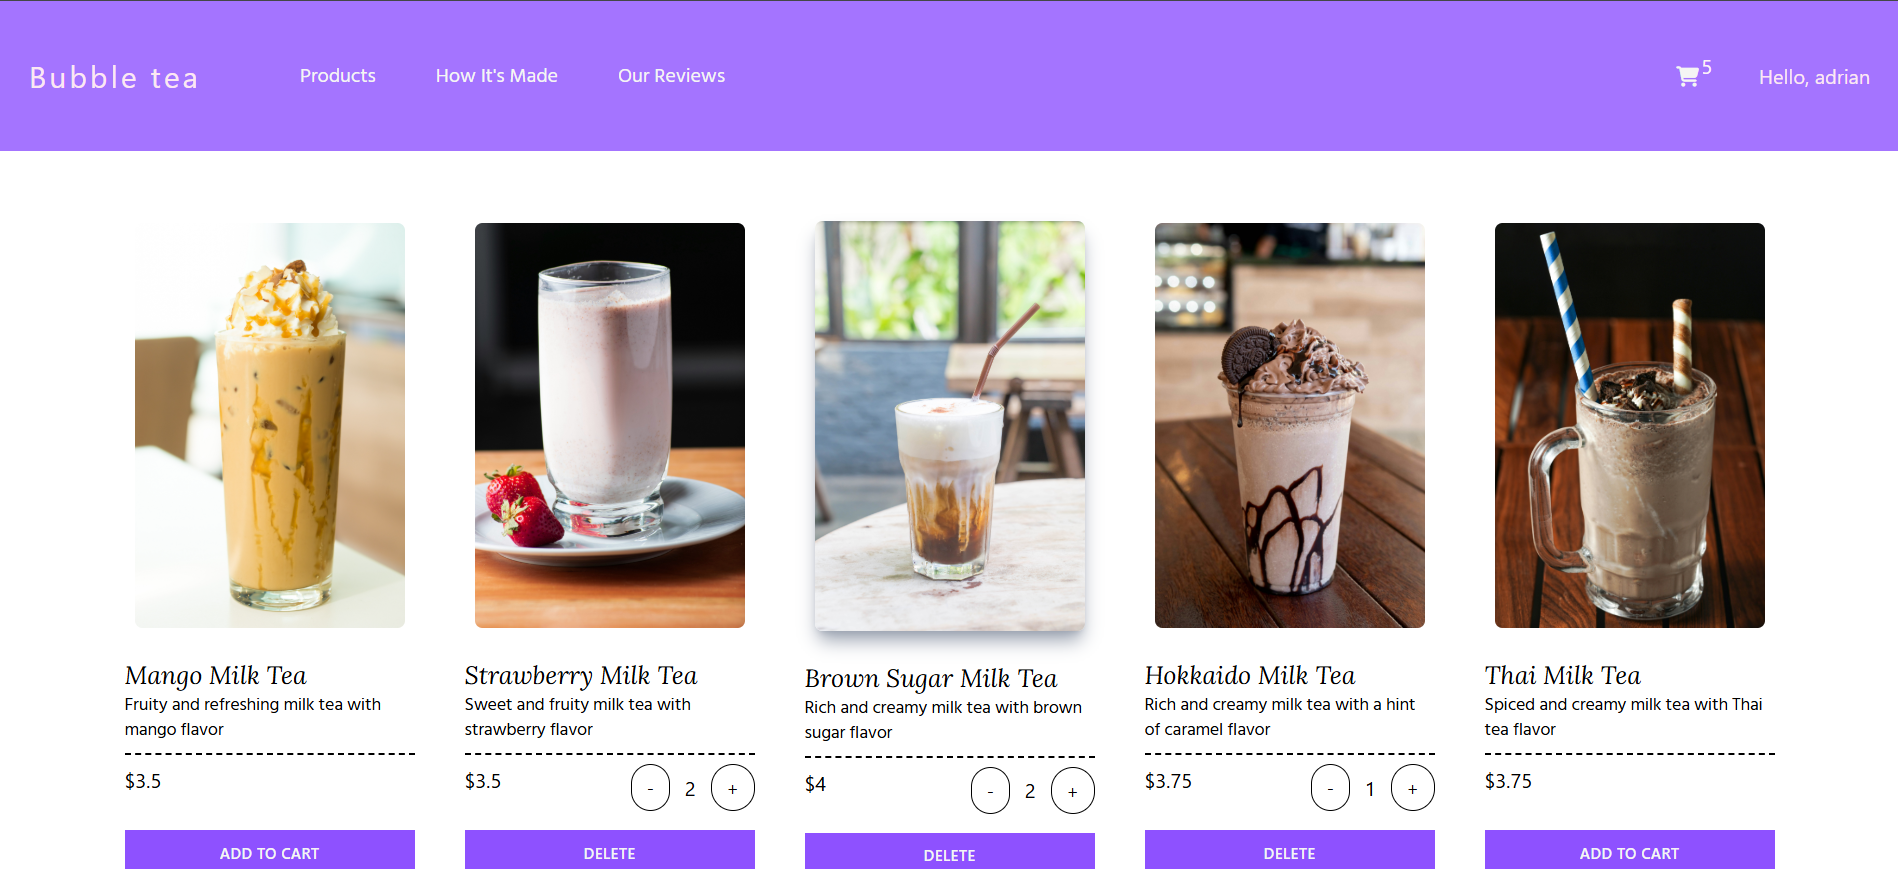 Bubble tea
Products
How It's Made
Our Reviews
5
Hello, adrian
Mango Milk Tea
Fruity and refreshing milk tea with
mango flavor
$3.5
ADD TO CART
Strawberry Milk Tea
Sweet and fruity milk tea with
strawberry flavor
$3.5
- 2 +
DELETE
Brown Sugar Milk Tea
Rich and creamy milk tea with brown
sugar flavor
$4
- 2 +
DELETE
Hokkaido Milk Tea
Rich and creamy milk tea with a hint
of caramel flavor
$3.75
- 1 +
DELETE
Thai Milk Tea
Spiced and creamy milk tea with Thai
tea flavor
$3.75
ADD TO CART